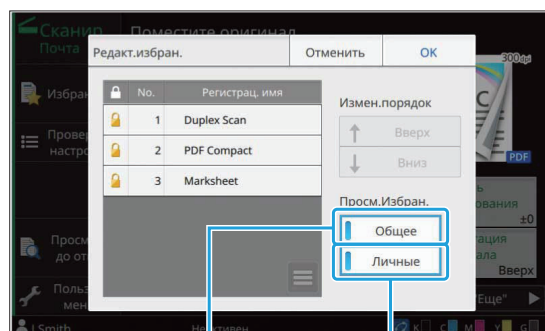 Сканир
Поместите оригинал
Почта
Редакт.избран.
Отменить
OK
300dpi
Избран
No.
Регистрац. имя
Измен.порядок
1 Duplex Scan
Вверх
Провер
настро
2 PDF Compact
Вниз
PDF
3 Marksheet
Просм.Избран.
Общее
±0
Личные
Просм
до от
Вверх
Польз
мен
"Еще"
J.Smith
Неактивен
K C M Y G